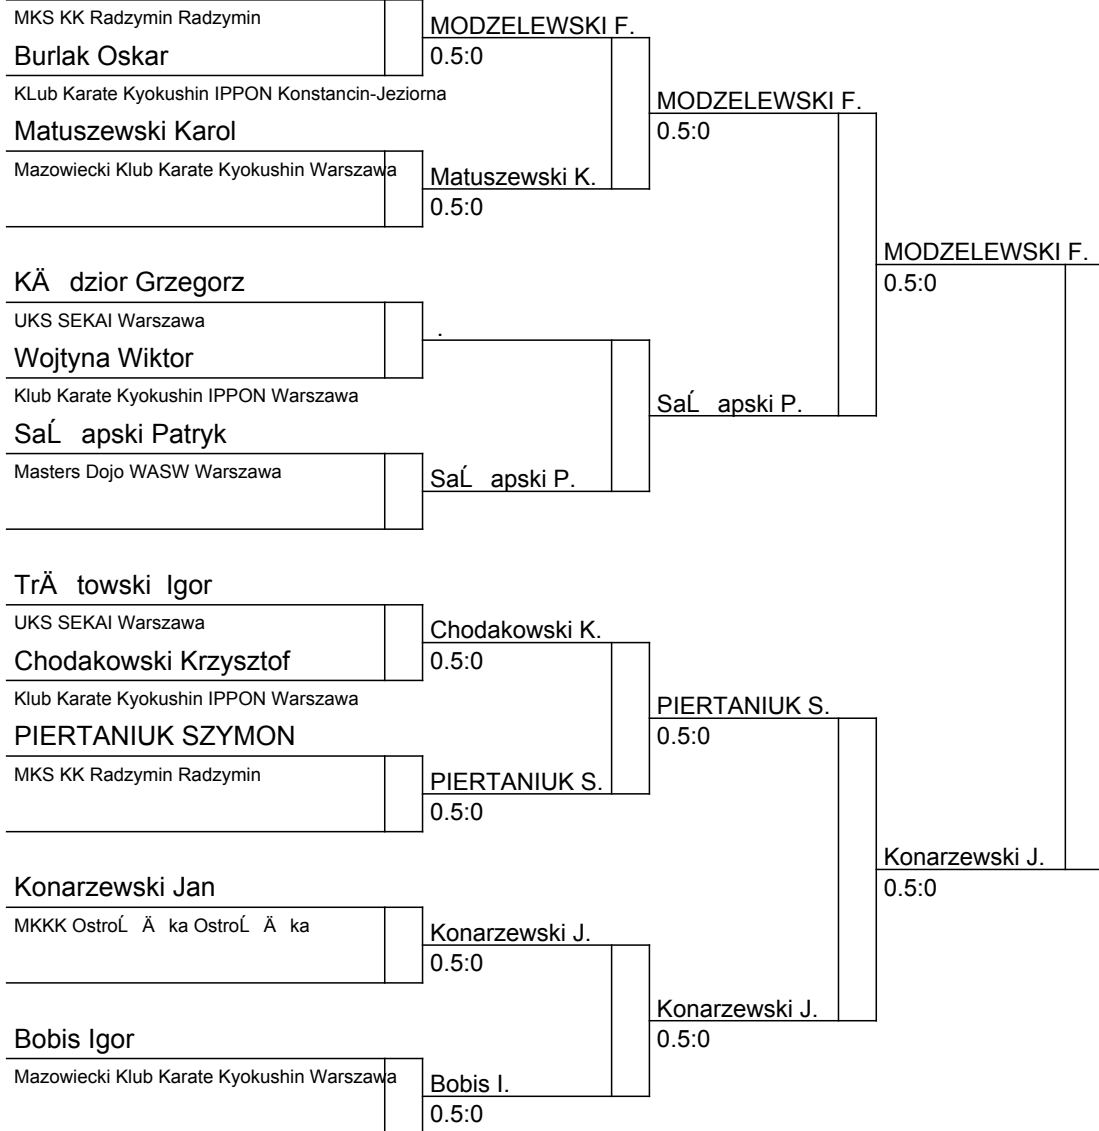 MKS KK Radzymin Radzymin
MODZELEWSKI F.
Burlak Oskar
0.5:0
KLub Karate Kyokushin IPPON Konstancin-Jeziorna
MODZELEWSKI F.
Matuszewski Karol
0.5:0
Mazowiecki Klub Karate Kyokushin Warszawa
Matuszewski K.
0.5:0
MODZELEWSKI F.
KÄ dzior Grzegorz
0.5:0
UKS SEKAI Warszawa
.
Wojtyna Wiktor
Klub Karate Kyokushin IPPON Warszawa
SaĹ apski P.
SaĹ apski Patryk
Masters Dojo WASW Warszawa
SaĹ apski P.
TrÄ towski Igor
UKS SEKAI Warszawa
Chodakowski K.
Chodakowski Krzysztof
0.5:0
Klub Karate Kyokushin IPPON Warszawa
PIERTANIUK S.
PIERTANIUK SZYMON
0.5:0
MKS KK Radzymin Radzymin
PIERTANIUK S.
0.5:0
Konarzewski J.
Konarzewski Jan
0.5:0
MKKK OstroĹ Ä ka OstroĹ Ä ka
Konarzewski J.
0.5:0
Konarzewski J.
Bobis Igor
0.5:0
Mazowiecki Klub Karate Kyokushin Warszawa
Bobis I.
0.5:0